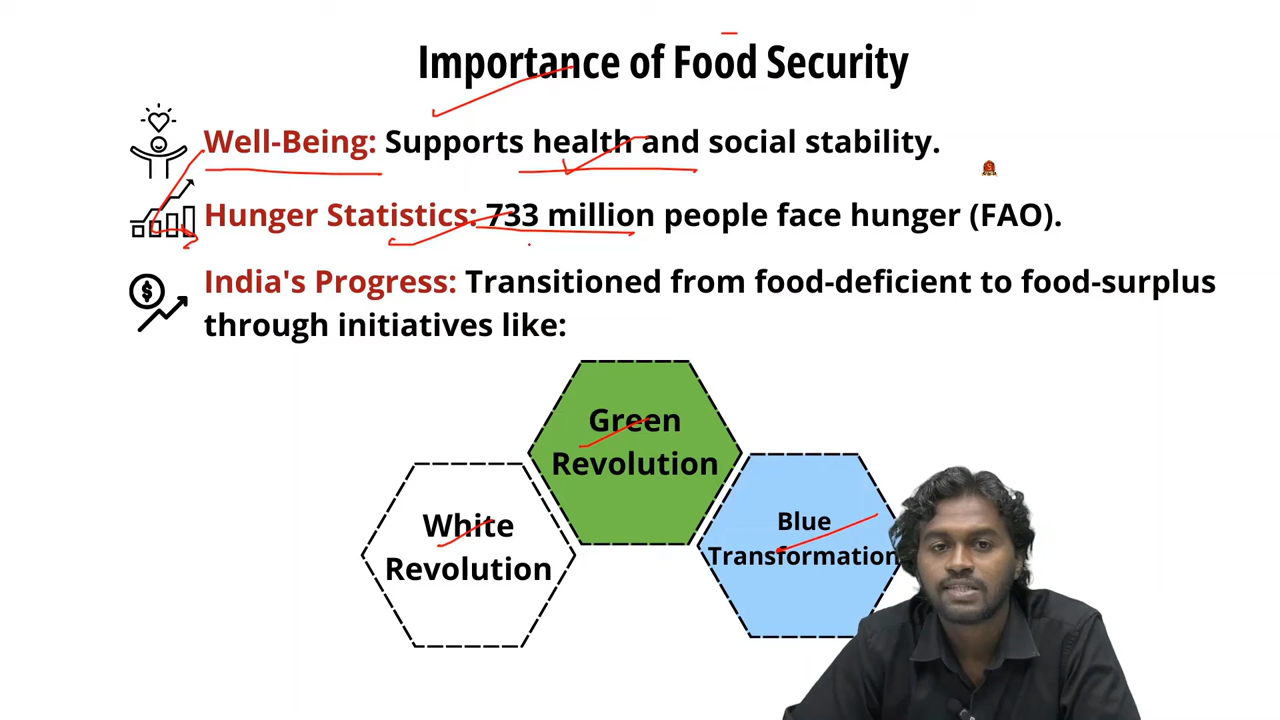 Importance of Food Security
Well-Being: Supports health and social stability.
Hunger Statistics: 733 million people face hunger (FAO).
India's Progress: Transitioned from food-deficient to food-surplus
through initiatives like:
Green
Revolution
White
Revolution
Blue
Transformation